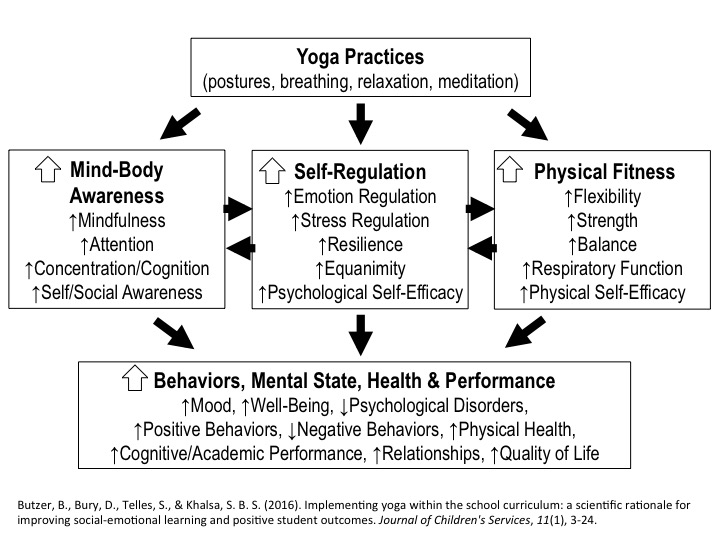 Yoga Practices
(postures, breathing, relaxation, meditation)
Mind-Body
Awareness
↑Mindfulness
↑Attention
↑Concentration/Cognition
↑Self/Social Awareness
Self-Regulation
↑Emotion Regulation
↑Stress Regulation
↑Resilience
↑Equanimity
↑Psychological Self-Efficacy
Physical Fitness
↑Flexibility
↑Strength
↑Balance
↑Respiratory Function
↑Physical Self-Efficacy
Behaviors, Mental State, Health & Performance
↑Mood, ↑Well-Being, ↓Psychological Disorders,
↑Positive Behaviors, ↓Negative Behaviors, ↑Physical Health,
↑Cognitive/Academic Performance, ↑Relationships, ↑Quality of Life
Butzer, B., Bury, D., Telles, S., & Khalsa, S. B. S. (2016). Implementing yoga within the school curriculum: a scientific rationale for
improving social-emotional learning and positive student outcomes. Journal of Children's Services, 11(1), 3-24.